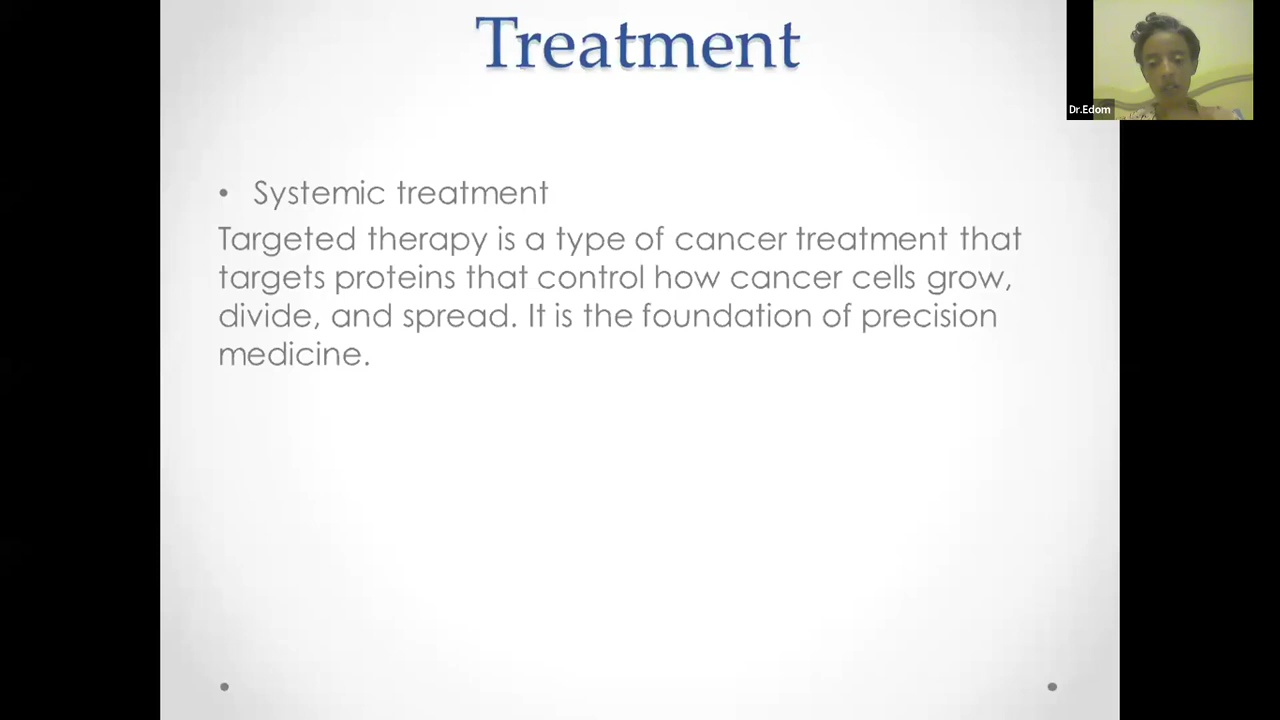 Treatment
Dr.Edom
• Systemic treatment
Targeted therapy is a type of cancer treatment that
targets proteins that control how cancer cells grow,
divide, and spread. It is the foundation of precision
medicine.